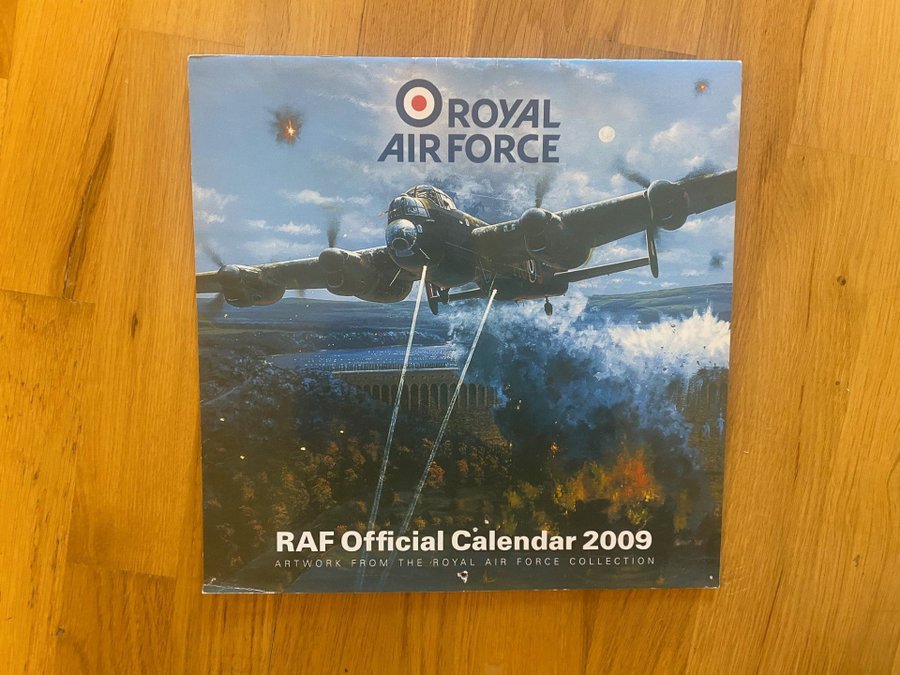 ROYAL
AIR FORCE
RAF Official Calendar 2009
ARTWORK FROM THE ROYAL AIR FORCE COLLECTION